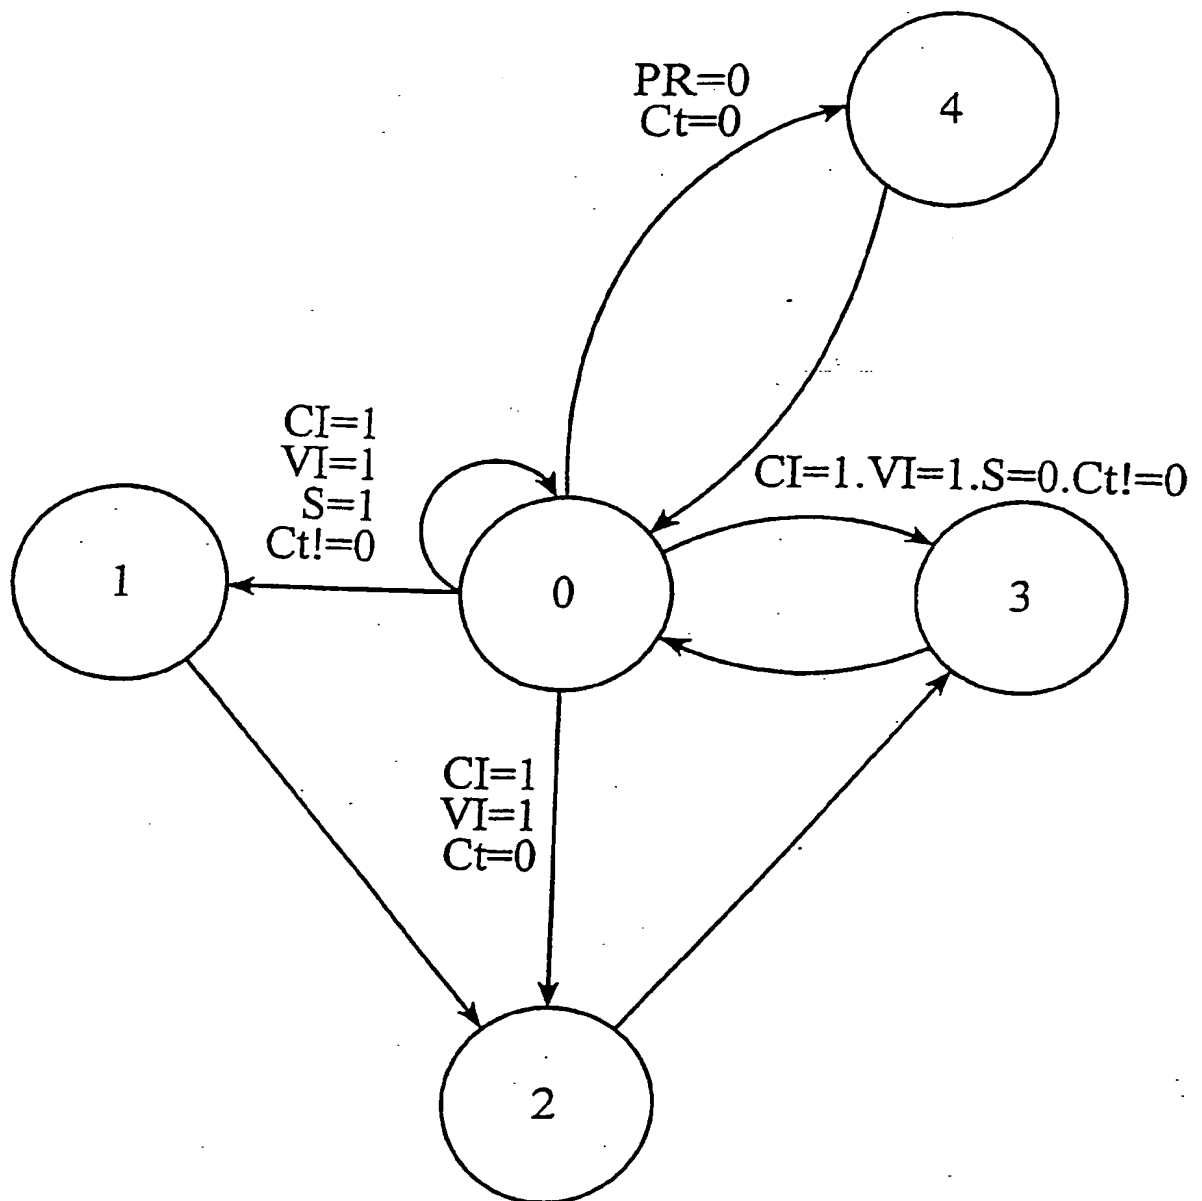 PR=0
Ct=0
4
CI=1
VI=1
S=1
Ct!=0
CI=1.VI=1.S=0.Ct!=0
1
0
3
CI=1
VI=1
Ct=0
2